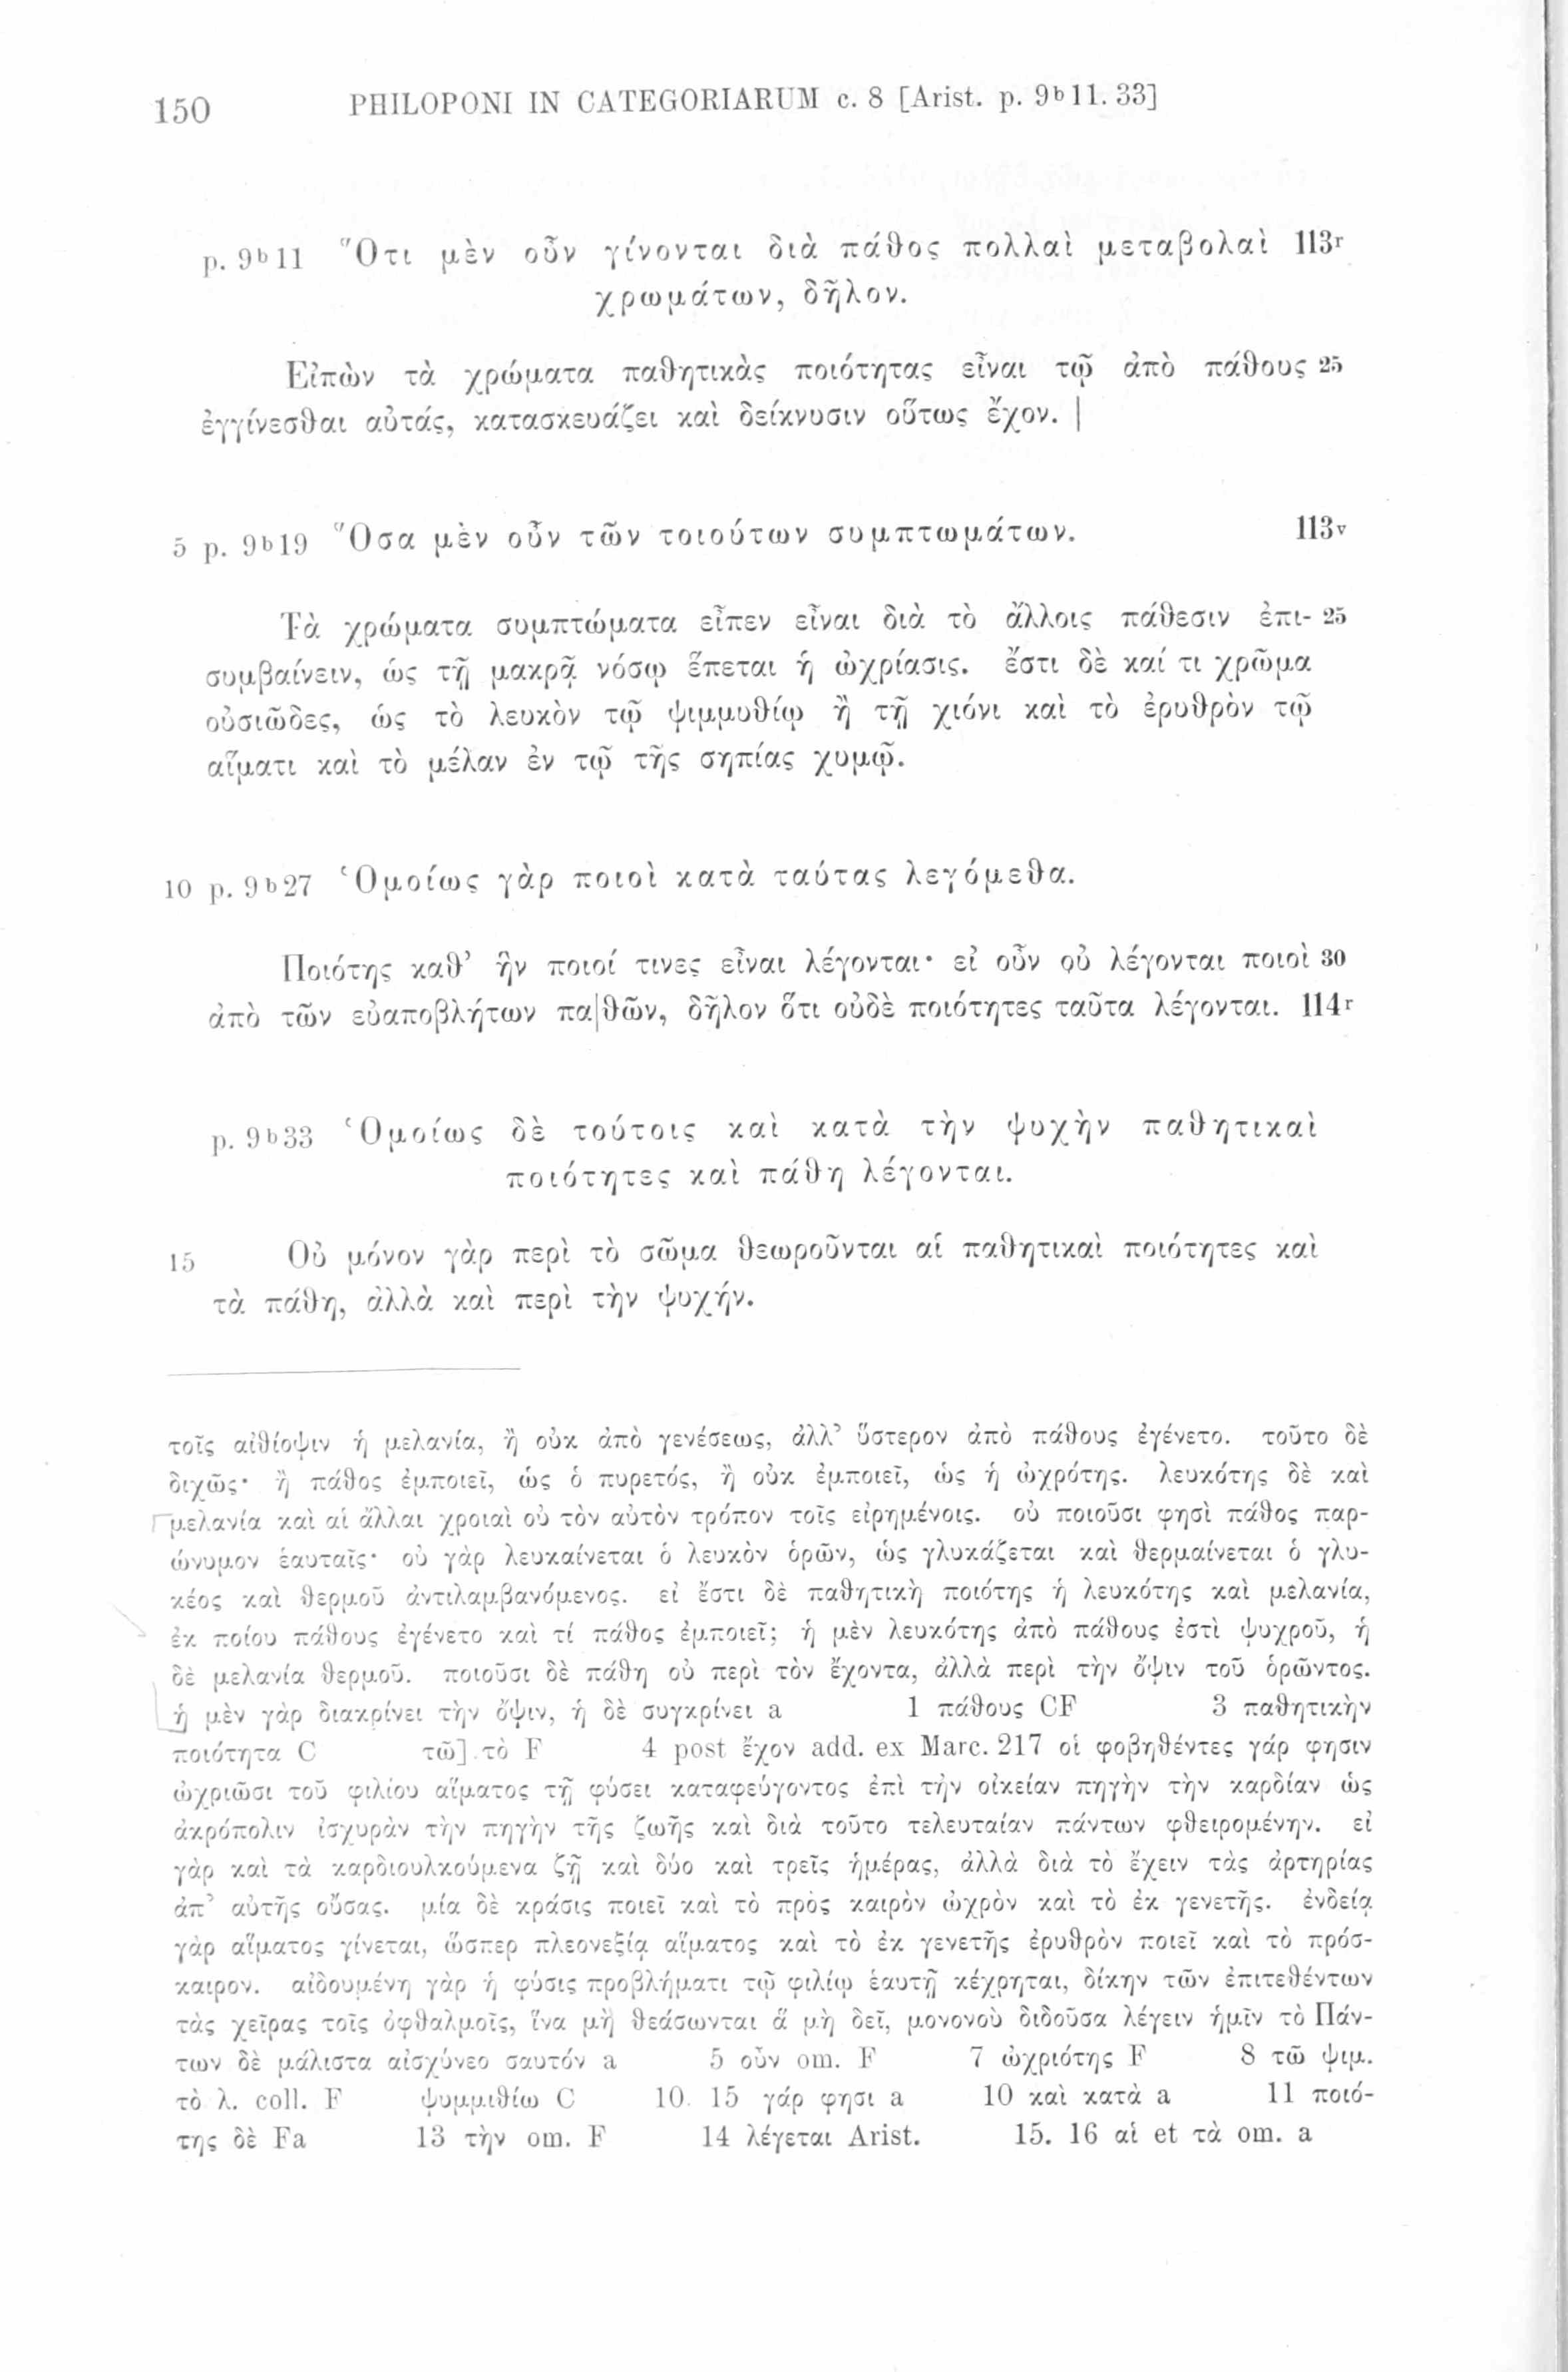 150 PHILOPONI IN CATEGORIARUM c. 8 [Arist. p. 9b11. 33]
p. 9b11 Ὅτι μὲν οὖν γίνονται διὰ πάθος πολλαὶ μεταβολαὶ 113r
χρωμάτων, δῆλον.
Εἰπὼν τὰ χρώματα παθητικὰς ποιότητας εἶναι τῷ ἀπὸ πάθους 25
ἐγγίνεσθαι αὐτάς, κατασκευάζει καὶ δείκνυσιν οὕτως ἔχον. |
5 p. 9b19 Ὅσα μὲν οὖν τῶν τοιούτων συμπτωμάτων. 113v
Τὰ χρώματα συμπτώματα εἶπεν εἶναι διὰ τὸ ἄλλοις πάθεσιν ἐπι- 25
συμβαίνειν, ὡς τῇ μακρᾷ νόσῳ ἕπεται ἡ ὠχρίασις. ἔστι δὲ καί τι χρῶμα
οὐσιῶδες, ὡς τὸ λευκὸν τῷ ψιμμυθίῳ ἢ τῇ χιόνι καὶ τὸ ἐρυθρὸν τῷ
αἵματι καὶ τὸ μέλαν ἐν τῷ τῆς σηπίας χυμῷ.
10 p. 9b27 Ὁμοίως γὰρ ποιοὶ κατὰ ταύτας λεγόμεθα.
Ποιότης καθ’ ἣν ποιοί τινες εἶναι λέγονται· εἰ οὖν οὐ λέγονται ποιοὶ 30
ἀπὸ τῶν εὐαποβλήτων πα|θῶν, δῆλον ὅτι οὐδὲ ποιότητες ταῦτα λέγονται. 114r
p. 9b33 Ὁμοίως δὲ τούτοις καὶ κατὰ τὴν ψυχὴν παθητικαὶ
ποιότητες καὶ πάθη λέγονται.
15 Οὐ μόνον γὰρ περὶ τὸ σῶμα θεωροῦνται αἱ παθητικαὶ ποιότητες καὶ
τὰ πάθη, ἀλλὰ καὶ περὶ τὴν ψυχήν.
τοῖς αἰθίοψιν ἡ μελανία, ἢ οὐκ ἀπὸ γενέσεως, ἀλλ’ ὕστερον ἀπὸ πάθους ἐγένετο. τοῦτο δὲ
διχῶς· ἢ πάθος ἐμποιεῖ, ὡς ὁ πυρετός, ἢ οὐκ ἐμποιεῖ, ὡς ἡ ὠχρότης. λευκότης δὲ καὶ
μελανία καὶ αἱ ἄλλαι χροιαὶ οὐ τὸν αὐτὸν τρόπον τοῖς εἰρημένοις. οὐ ποιοῦσι φησὶ πάθος παρ-
ώνυμον ἑαυταῖς· οὐ γὰρ λευκαίνεται ὁ λευκὸν ὁρῶν, ὡς γλυκάζεται καὶ θερμαίνεται ὁ γλυ-
κέος καὶ θερμοῦ ἀντιλαμβανόμενος. εἰ ἔστι δὲ παθητικὴ ποιότης ἡ λευκότης καὶ μελανία,
ἐκ ποίου πάθους ἐγένετο καὶ τί πάθος ἐμποιεῖ; ἡ μὲν λευκότης ἀπὸ πάθους ἐστὶ ψυχροῦ, ἡ
δὲ μελανία θερμοῦ. ποιοῦσι δὲ πάθη οὐ περὶ τὸν ἔχοντα, ἀλλὰ περὶ τὴν ὄψιν τοῦ ὁρῶντος.
ἡ μὲν γὰρ διακρίνει τὴν ὄψιν, ἡ δὲ συγκρίνει a 1 πάθους CF 3 παθητικὴν
ποιότητα C τῶ] τὸ F 4 post ἔχον add. ex Marc. 217 οἱ φοβηθέντες γάρ φησιν
ὠχριῶσι τοῦ φιλίου αἵματος τῇ φύσει καταφεύγοντος ἐπὶ τὴν οἰκείαν πηγὴν τὴν καρδίαν ὡς
ἀκρόπολιν ἰσχυρὰν τὴν πηγὴν τῆς ζωῆς καὶ διὰ τοῦτο τελευταίαν πάντων φθειρομένην. εἰ
γὰρ καὶ τὰ καρδιουλκούμενα ζῇ καὶ δύο καὶ τρεῖς ἡμέρας, ἀλλὰ διὰ τὸ ἔχειν τὰς ἀρτηρίας
ἀπ’ αὐτῆς οὔσας. μία δὲ κράσις ποιεῖ καὶ τὸ πρὸς καιρὸν ὠχρὸν καὶ τὸ ἐκ γενετῆς. ἐνδείᾳ
γὰρ αἵματος γίνεται, ὥσπερ πλεονεξίᾳ αἵματος καὶ τὸ ἐκ γενετῆς ἐρυθρὸν ποιεῖ καὶ τὸ πρόσ-
καιρον. αἰδουμένη γὰρ ἡ φύσις προβλήματι τῷ φιλίῳ ἑαυτῇ κέχρηται, δίκην τῶν ἐπιτεθέντων
τὰς χεῖρας τοῖς ὀφθαλμοῖς, ἵνα μὴ θεάσωνται ἃ μὴ δεῖ, μονονοὺ διδοῦσα λέγειν ἡμῖν τὸ Πάν-
των δὲ μάλιστα αἰσχύνεο σαυτόν a 5 οὖν om. F 7 ὠχριότης F 8 τῶ ψιμ.
τὸ λ. coll. F ψυμμιθίω C 10. 15 γάρ φησι a 10 καὶ κατὰ a 11 ποιό-
της δὲ Fa 13 τὴν om. F 14 λέγεται Arist. 15. 16 αἱ et τὰ om. a